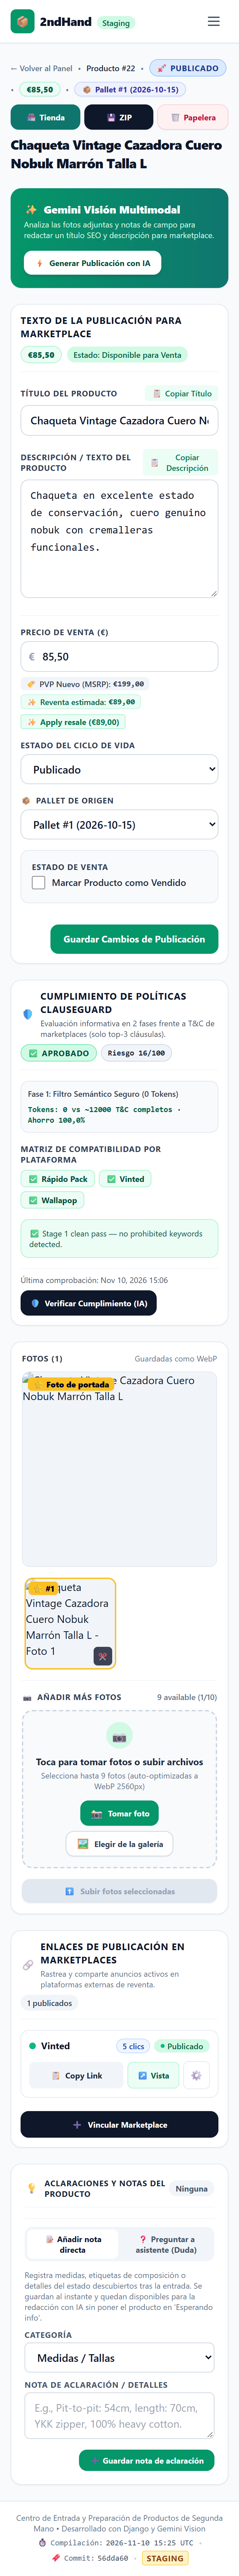 2ndHand Staging
← Volver al Panel • Producto #22 • 🚀 PUBLICADO
• €85,50 • 📦 Pallet #1 (2026-10-15)
🏪 Tienda 💾 ZIP 🗑️ Papelera
Chaqueta Vintage Cazadora Cuero
Nobuk Marrón Talla L
✨ Gemini Visión Multimodal
Analiza las fotos adjuntas y notas de campo para
redactar un título SEO y descripción para marketplace.
⚡ Generar Publicación con IA
TEXTO DE LA PUBLICACIÓN PARA
MARKETPLACE
€85,50 Estado: Disponible para Venta
TÍTULO DEL PRODUCTO 📋 Copiar Título
Chaqueta Vintage Cazadora Cuero N
DESCRIPCIÓN / TEXTO DEL
PRODUCTO
📋 Copiar
Descripción
Chaqueta en excelente estado
de conservación, cuero genuino
nobuk con cremalleras
funcionales.
PRECIO DE VENTA (€)
€ 85,50
🏷️ PVP Nuevo (MSRP): €199,00
✨ Reventa estimada: €89,00
✨ Apply resale (€89,00)
ESTADO DEL CICLO DE VIDA
Publicado
📦 PALLET DE ORIGEN
Pallet #1 (2026-10-15)
ESTADO DE VENTA
Marcar Producto como Vendido
Guardar Cambios de Publicación
CUMPLIMIENTO DE POLÍTICAS
CLAUSEGUARD
Evaluación informativa en 2 fases frente a T&C de
marketplaces (solo top-3 cláusulas).
✅ APROBADO Riesgo 16/100
Fase 1: Filtro Semántico Seguro (0 Tokens)
Tokens: 0 vs ~12000 T&C completos ·
Ahorro 100,0%
MATRIZ DE COMPATIBILIDAD POR
PLATAFORMA
✅ Rápido Pack ✅ Vinted
✅ Wallapop
✅ Stage 1 clean pass — no prohibited keywords
detected.
Última comprobación: Nov 10, 2026 15:06
🛡️ Verificar Cumplimiento (IA)
FOTOS (1) Guardadas como WebP
Foto de portada Cazadora Cuero
Nobuk Marrón Talla L
#1
Vintage
Cazadora
Cuero Nobuk
Marrón Talla L -
Foto 1
📷 AÑADIR MÁS FOTOS 9 available (1/10)
Toca para tomar fotos o subir archivos
Selecciona hasta 9 fotos (auto-optimizadas a
WebP 2560px)
📸 Tomar foto
🖼️ Elegir de la galería
⬆️ Subir fotos seleccionadas
ENLACES DE PUBLICACIÓN EN
MARKETPLACES
Rastrea y comparte anuncios activos en
plataformas externas de reventa.
1 publicados
Vinted 5 clics Publicado
📋 Copy Link ↗️ Vista ⚙️
➕ Vincular Marketplace
ACLARACIONES Y NOTAS DEL
PRODUCTO
Ninguna
📝 Añadir nota
directa
❓ Preguntar a
asistente (Duda)
Registra medidas, etiquetas de composición o
detalles del estado descubiertos tras la entrada. Se
guardan al instante y quedan disponibles para la
redacción con IA sin poner el producto en 'Esperando
info'.
CATEGORÍA
Medidas / Tallas
NOTA DE ACLARACIÓN / DETALLES
E.g., Pit-to-pit: 54cm, length: 70cm,
YKK zipper, 100% heavy cotton.
➕ Guardar nota de aclaración
Centro de Entrada y Preparación de Productos de Segunda
Mano • Desarrollado con Django y Gemini Vision
Compilación: 2026-11-10 15:25 UTC ·
Commit: 56dda60 · STAGING